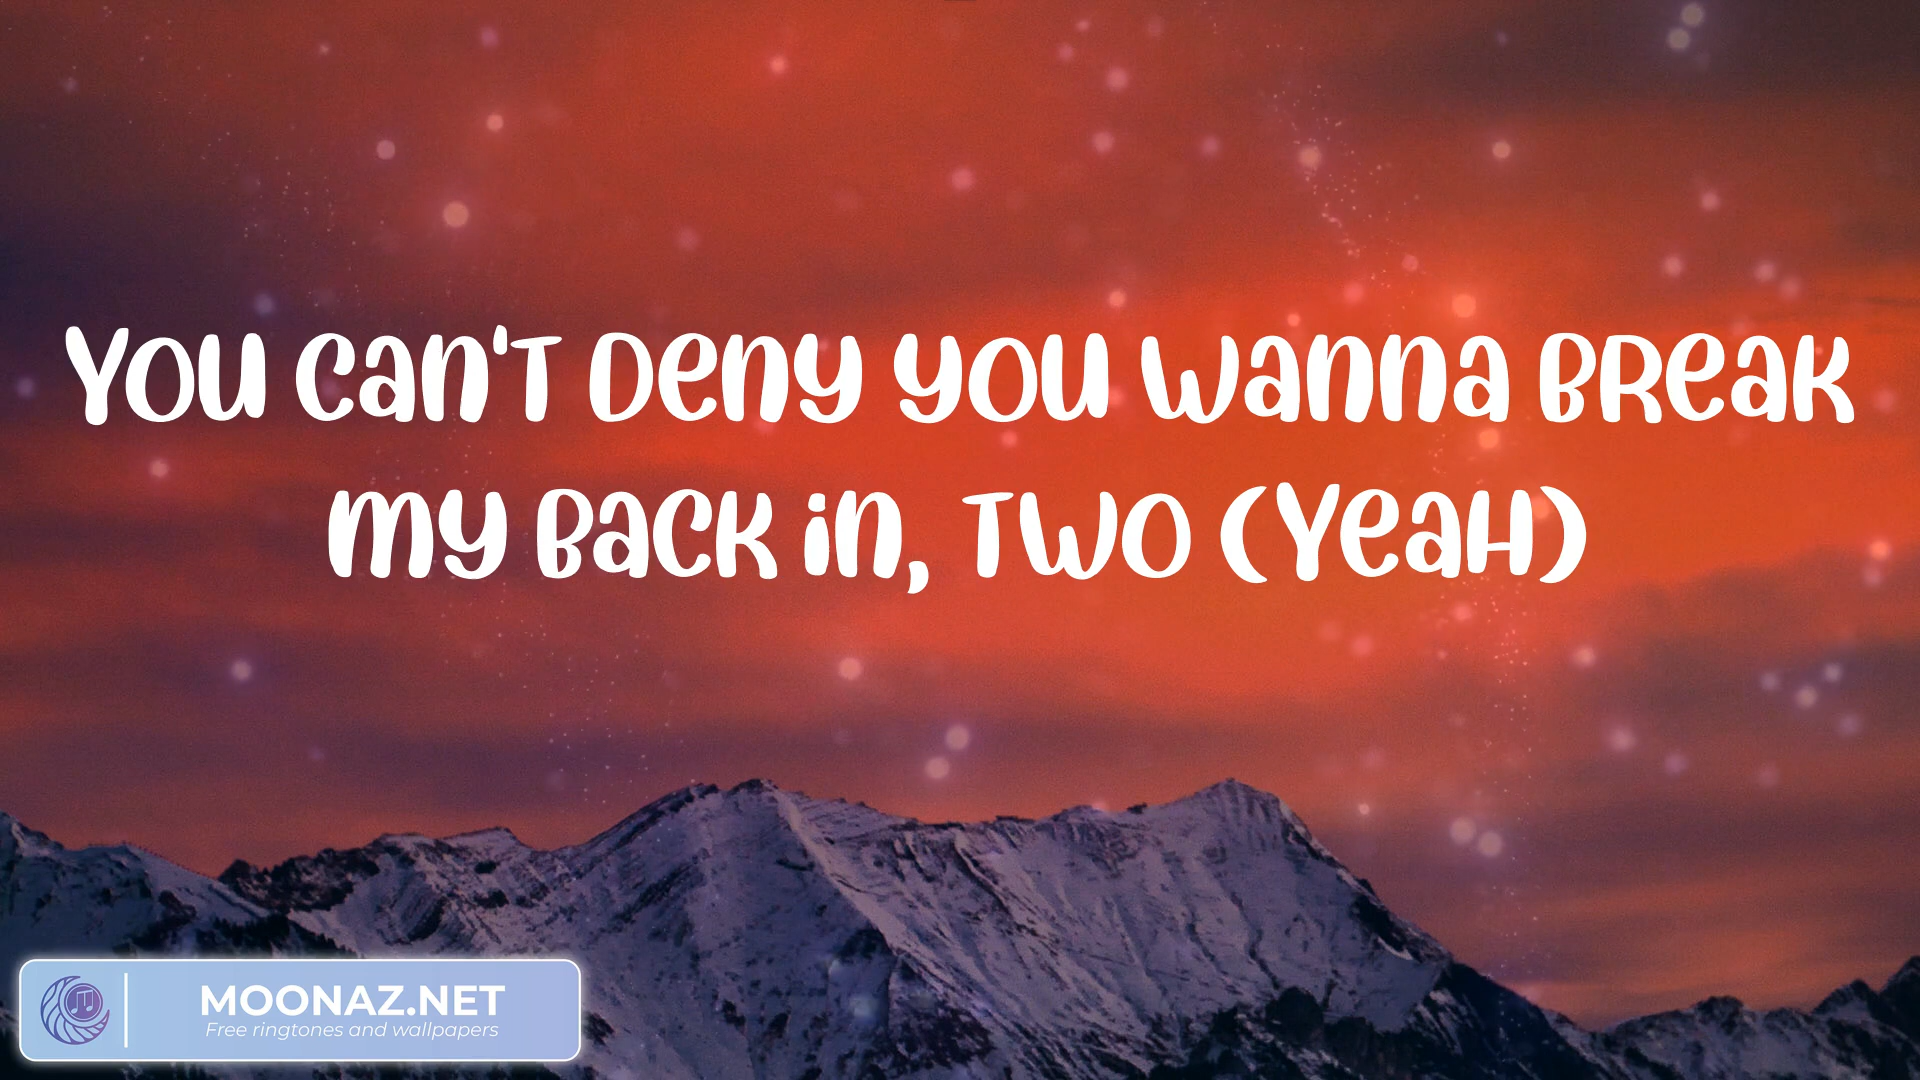 You can't deny you wanna break
my back in, two (Yeah)
MOONAZ.NET
Free ringtones and wallpapers